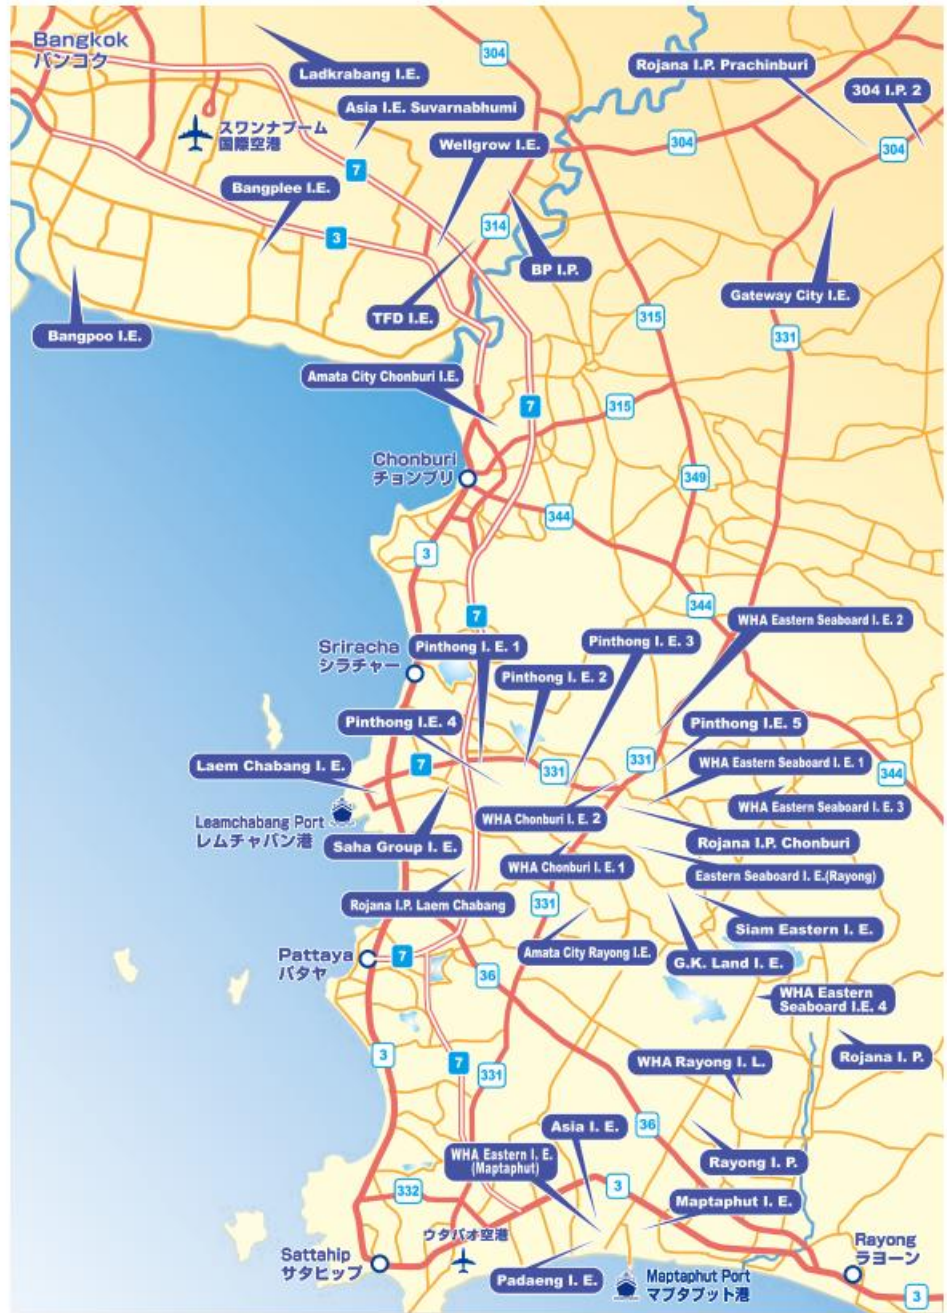 Bangkok
バンコク
304
Ladkrabang I.E.
Rojana I.P. Prachinburi
304 I.P. 2
Asia I.E. Suvarnabhumi
スワンナプーム
国際空港
Wellgrow I.E.
304
304
7
Bangplee I.E.
3
314
BP I.P.
Gateway City I.E.
TFD I.E.
315
Bangpoo I.E.
331
Amata City Chonburi I.E.
7
315
Chonburi
チョンブリ
349
344
3
344
7
WHA Eastern Seaboard I. E. 2
Sriracha
シラチャー
Pinthong I. E. 1
Pinthong I. E. 3
Pinthong I. E. 2
Pinthong I.E. 4
Pinthong I.E. 5
Laem Chabang I. E.
7
331
331
WHA Eastern Seaboard I. E. 1
344
WHA Eastern Seaboard I. E. 3
Leamchabang Port
レムチャバン港
WHA Chonburi I. E. 2
Saha Group I. E.
Rojana I.P. Chonburi
WHA Chonburi I. E. 1
Eastern Seaboard I. E.(Rayong)
Rojana I.P. Laem Chabang
331
Siam Eastern I. E.
Amata City Rayong I.E.
Pattaya
パタヤ
7
G.K. Land I. E.
36
WHA Eastern
Seaboard I.E. 4
3
7
331
WHA Rayong I. L.
Rojana I. P.
Asia I. E.
36
WHA Eastern I. E.
(Maptaphut)
Rayong I. P.
332
3
Maptaphut I. E.
ウタパオ空港
Sattahip
サタヒップ
Rayong
ラヨーン
Padaeng I. E.
Maptaphut Port
マプタプット港
3